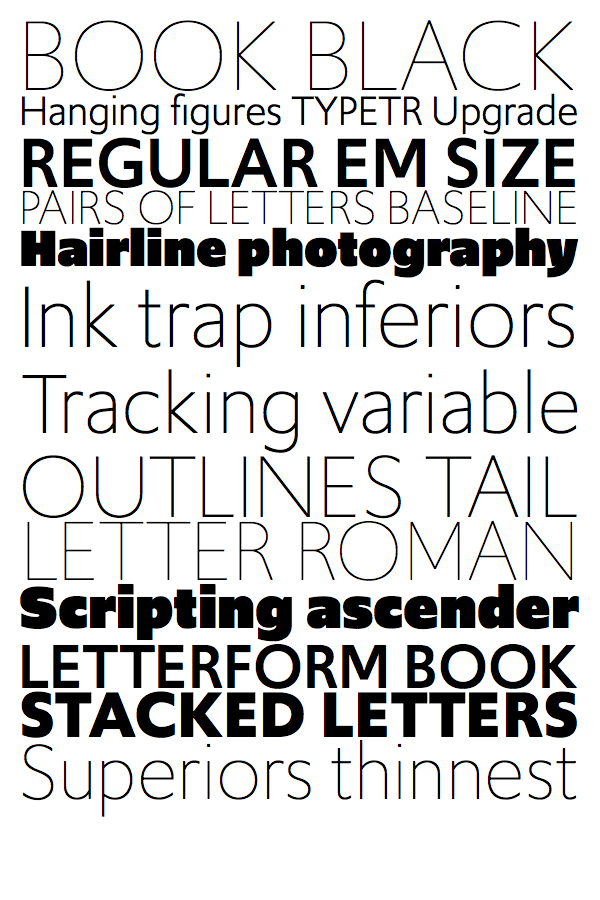 BOOK BLACK
Hanging figures TYPETR Upgrade
REGULAR EM SIZE
PAIRS OF LETTERS BASELINE
Hairline photography
Ink trap inferiors
Tracking variable
OUTLINES TAIL
LETTER ROMAN
Scripting ascender
LETTERFORM BOOK
STACKED LETTERS
Superiors thinnest